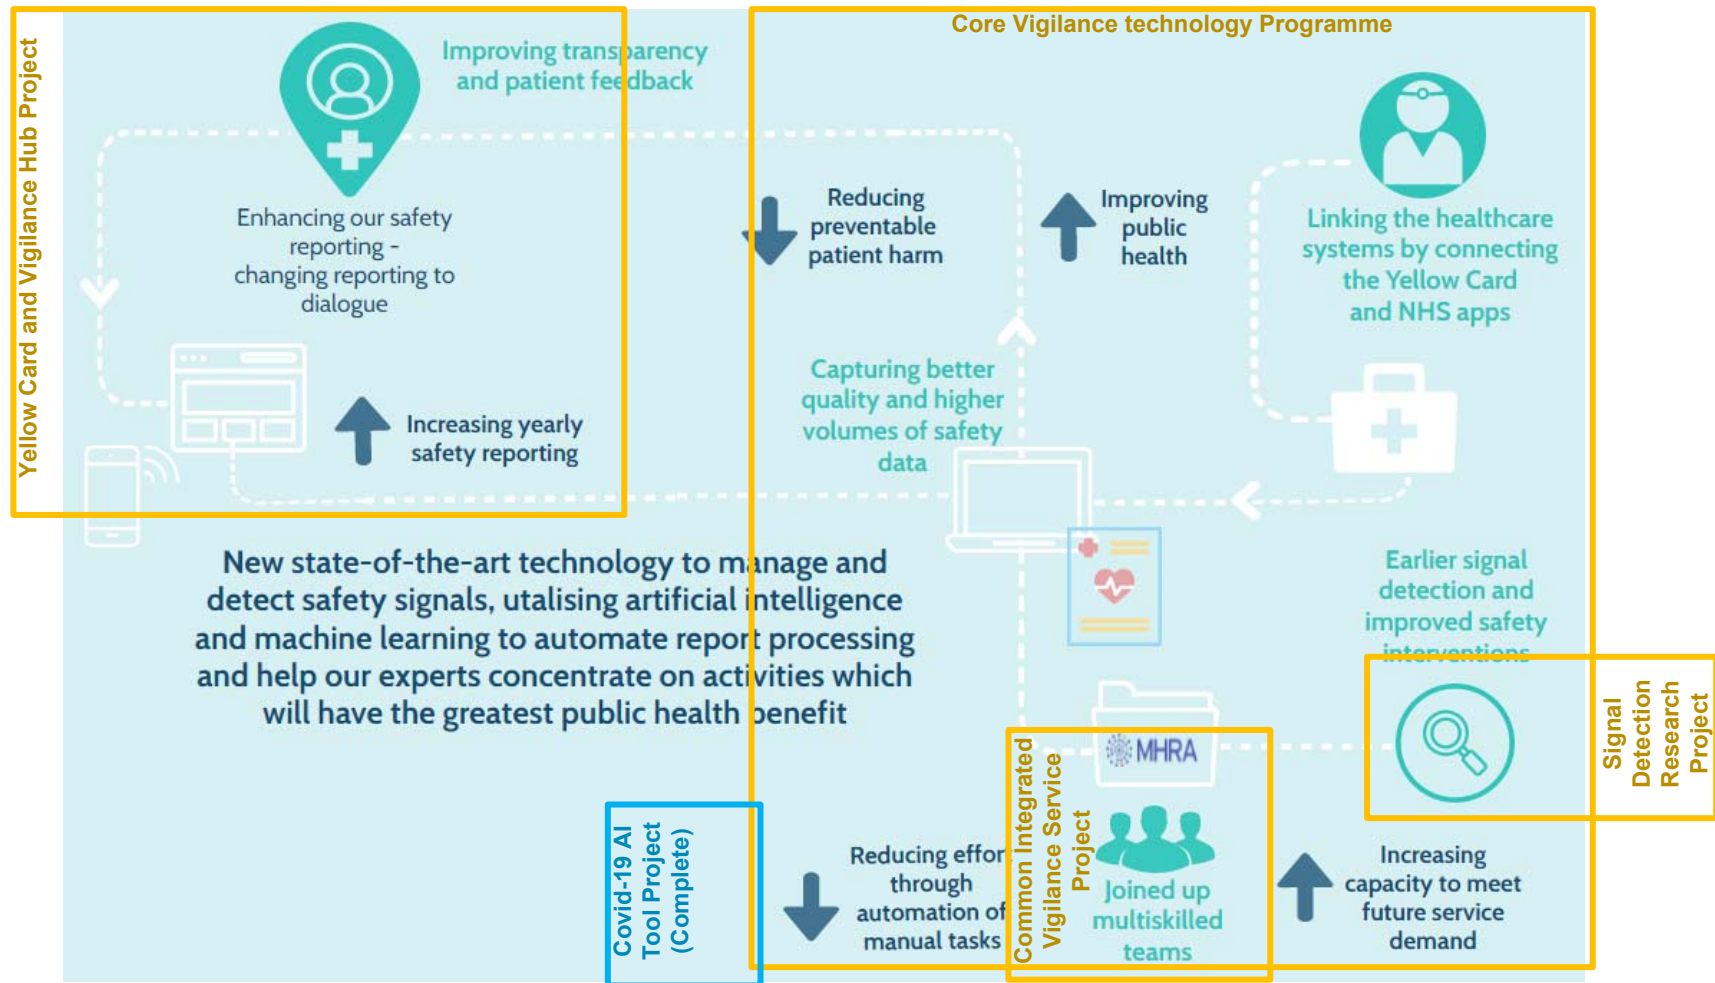 Core Vigilance technology Programme
Yellow Card and Vigilance Hub Project
Improving transparency
and patient feedback
Enhancing our safety
reporting -
changing reporting to
dialogue
Increasing yearly
safety reporting
Reducing
preventable
patient harm
Improving
public
health
Linking the healthcare
systems by connecting
the Yellow Card
and NHS apps
Capturing better
quality and higher
volumes of safety
data
New state-of-the-art technology to manage and
detect safety signals, utalising artificial intelligence
and machine learning to automate report processing
and help our experts concentrate on activities which
will have the greatest public health benefit
Earlier signal
detection and
improved safety
interventions
Signal
Detection
Research
Project
MHRA
Common Integrated
Vigilance Service
Project
Joined up
multiskilled
teams
Covid-19 AI
Tool Project
(Complete)
Reducing effort
through
automation of
manual tasks
Increasing
capacity to meet
future service
demand